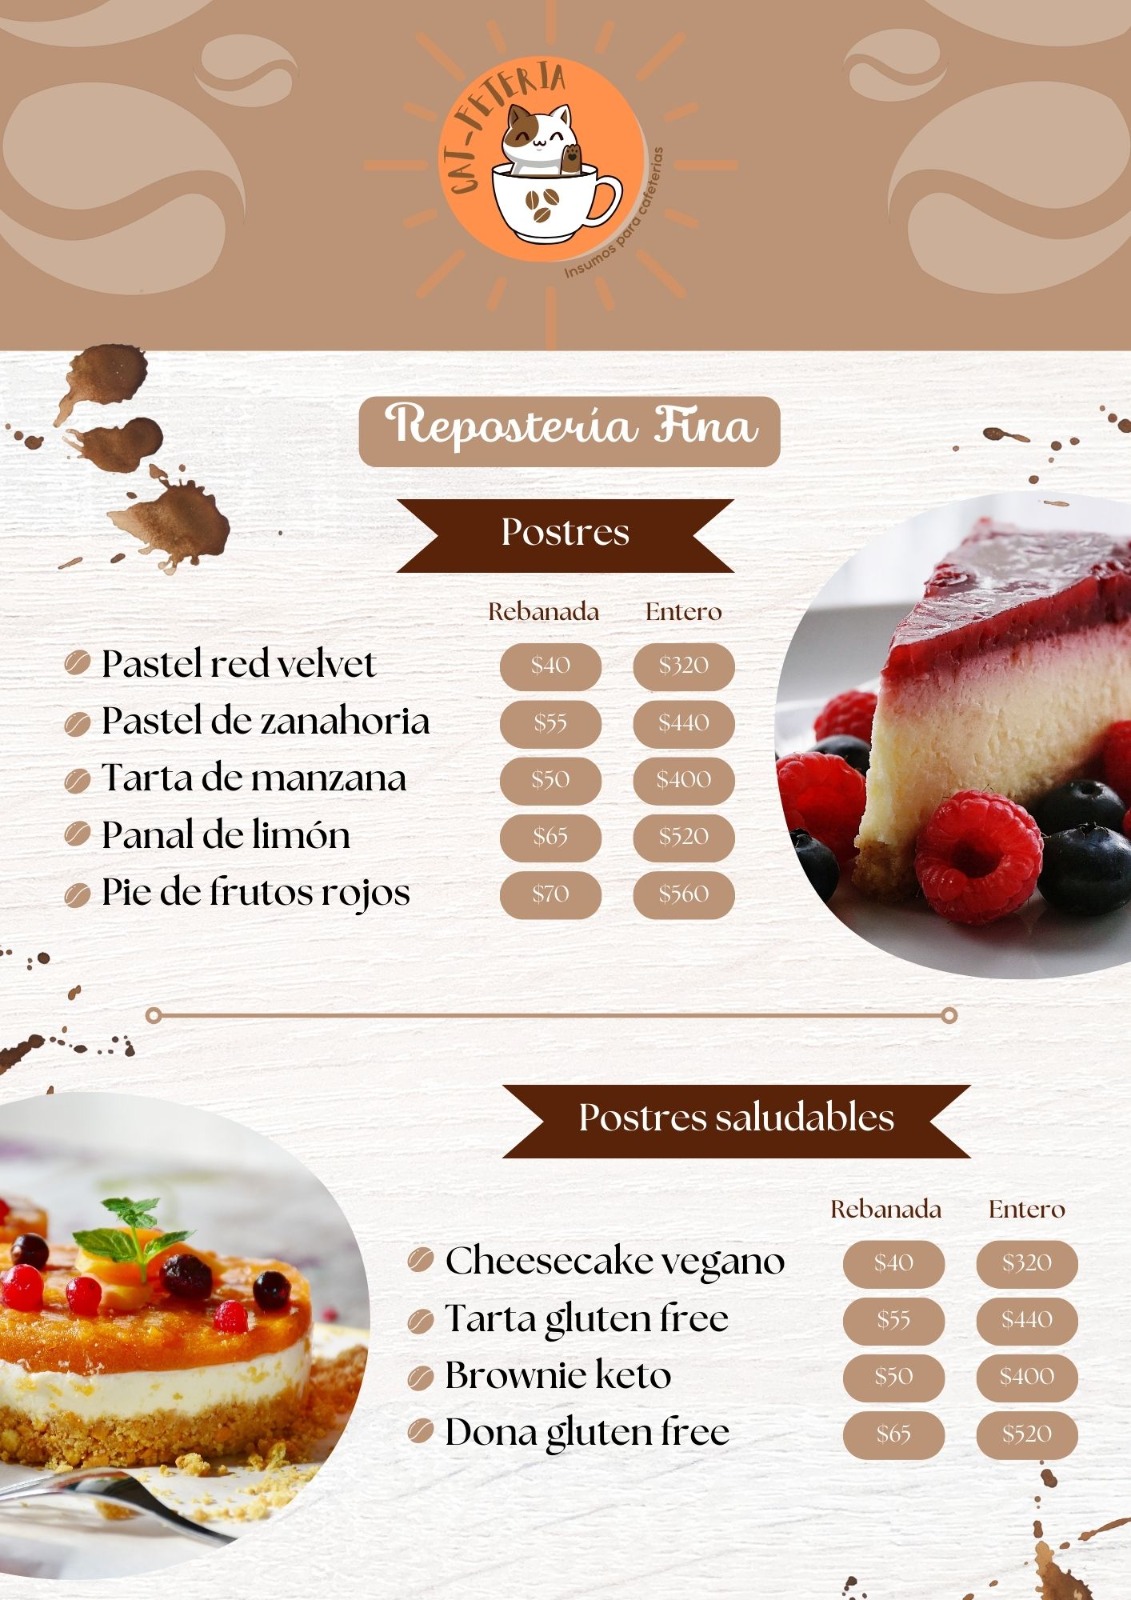 CAT-FETERIA
Insumos para cafeterias
Repostería Fina
Postres
Rebanada Entero
Pastel red velvet $40 $320
Pastel de zanahoria $55 $440
Tarta de manzana $50 $400
Panal de limón $65 $520
Pie de frutos rojos $70 $560
Postres saludables
Rebanada Entero
Cheesecake vegano $40 $320
Tarta gluten free $55 $440
Brownie keto $50 $400
Dona gluten free $65 $520